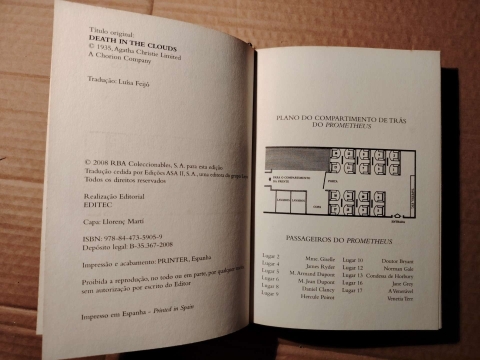 Título original:
DEATH IN THE CLOUDS
© 1935, Agatha Christie Limited
A Chorion Company
Tradução: Luísa Feijó
© 2008 RBA Coleccionables, S.A. para esta edição.
Tradução cedida por Edições ASA II, S.A., uma editora do grupo
Todos os direitos reservados
Realização Editorial
EDITEC
Capa: Llorenç Martí
ISBN: 978-84-473-5905-9
Depósito legal: B-35.367-2008
Impressão e acabamento: PRINTER, Espanha
Proibida a reprodução, no todo ou em parte, por qualquer
sem autorização por escrito do Editor
Impresso em Espanha - Printed in Spain
PLANO DO COMPARTIMENTO DE TRÁS
DO PROMETHEUS
PASSAGEIROS DO PROMETHEUS
Lugar 2 Mme. Giselle
Lugar 4 James Ryder
Lugar 5 M. Armand Dupont
Lugar 6 M. Jean Dupont
Lugar 8 Daniel Clancy
Lugar 9 Hercule Poirot
Lugar 10 Doutor Bryant
Lugar 12 Norman Gale
Lugar 13 Condessa de Horbury
Lugar 16 Jane Grey
Lugar 17 A Venerável
Venetia Kerr